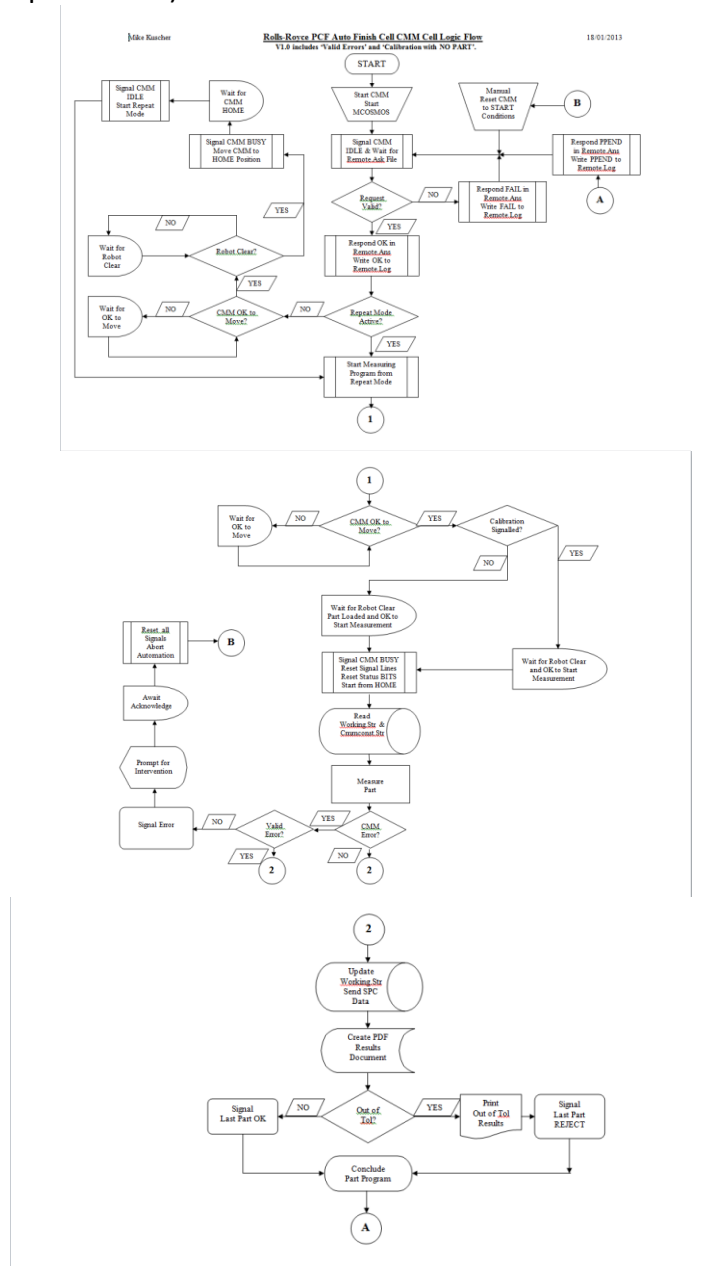 Mike Kuscher
Rolls-Royce PCF Auto Finish Cell CMM Cell Logic Flow
18/01/2013
V1.0 includes 'Valid Errors' and 'Calibration with NO PART'.
START
Signal CMM
IDLE
Start Repeat
Mode
Wait for
CMM
HOME
Start CMM
Start
MCOSMOS
Manual
Reset CMM
to START
Conditions
B
Signal CMM BUSY
Move CMM to
HOME Position
Signal CMM
IDLE & Wait for
Remote.Ask File
Respond PPEND
in Remote.Ans
Write PPEND to
Remote.Log
Request
Valid?
NO
Respond FAIL in
Remote.Ans
Write FAIL to
Remote.Log
A
YES
NO
YES
Wait for
Robot
Clear
Robot Clear?
Respond OK in
Remote.Ans
Write OK to
Remote.Log
YES
Wait for
OK to
Move
NO
CMM OK to
Move?
NO
Repeat Mode
Active?
YES
Start Measuring
Program from
Repeat Mode
1
1
Wait for
OK to
Move
NO
CMM OK to
Move?
YES
Calibration
Signalled?
NO
YES
Wait for Robot Clear
Part Loaded and OK to
Start Measurement
Reset all
Signals
Abort
Automation
B
Signal CMM BUSY
Reset Signal Lines
Reset Status BITS
Start from HOME
Wait for Robot Clear
and OK to Start
Measurement
Await
Acknowledge
Read
Working.Str &
Cmmconst.Str
Prompt for
Intervention
Measure
Part
Signal Error
NO
Valid
Error?
YES
CMM
Error?
YES
2
NO
2
2
Update
Working.Str
Send SPC
Data
Create PDF
Results
Document
Signal
Last Part OK
NO
Out of
Tol?
YES
Print
Out of Tol
Results
Signal
Last Part
REJECT
Conclude
Part Program
A